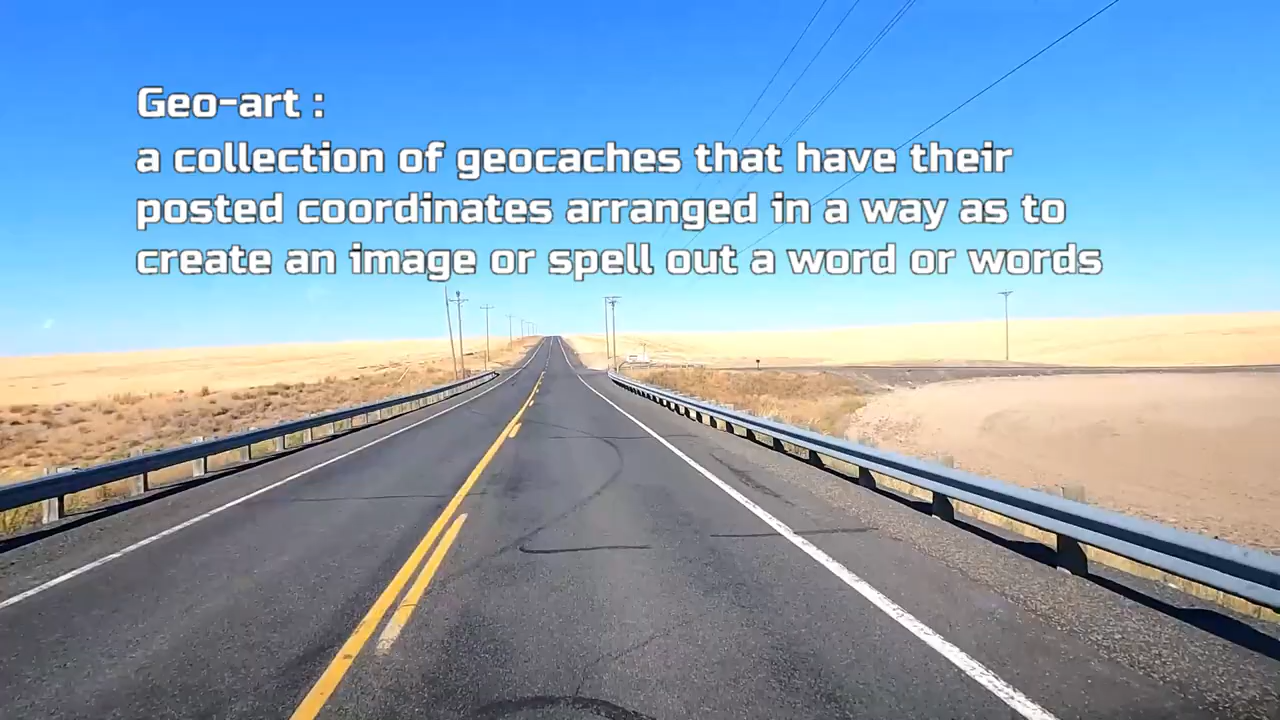 Geo-art :
a collection of geocaches that have their
posted coordinates arranged in a way as to
create an image or spell out a word or words